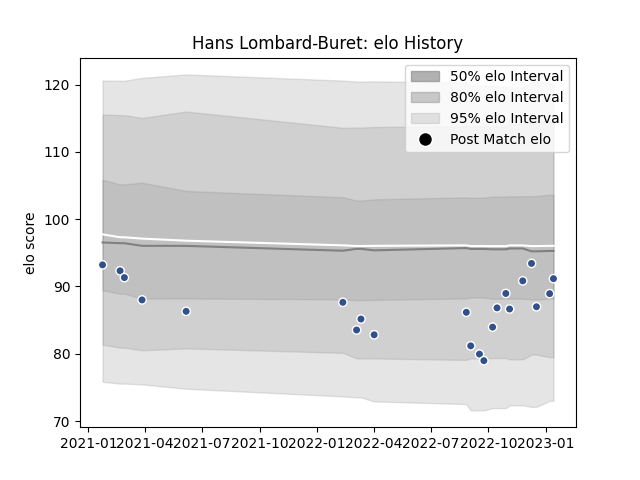 Hans Lombard-Buret: elo History
50% elo Interval
80% elo Interval
95% elo Interval
Post Match elo
elo score
120
110
100
90
80
70
2021-01 2021-04 2021-07 2021-10 2022-01 2022-04 2022-07 2022-10 2023-01